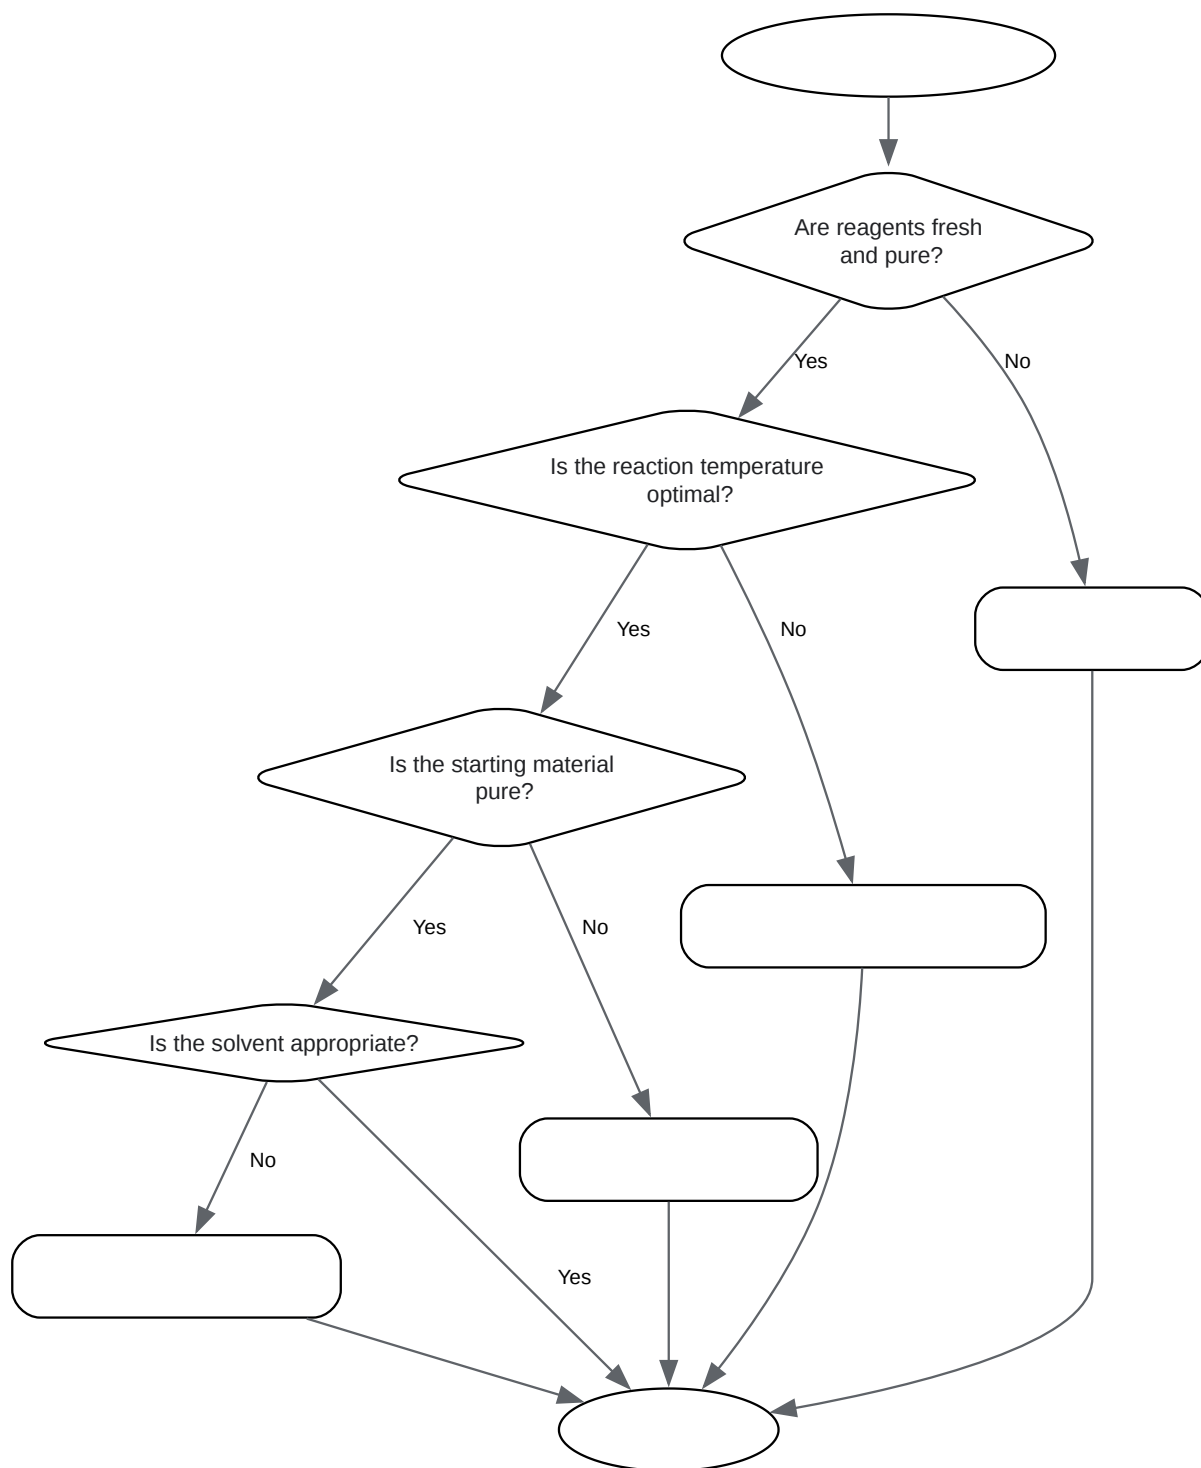 Are reagents fresh
and pure?
Yes
No
Is the reaction temperature
optimal?
Yes
No
Is the starting material
pure?
Yes
No
Is the solvent appropriate?
No
Yes